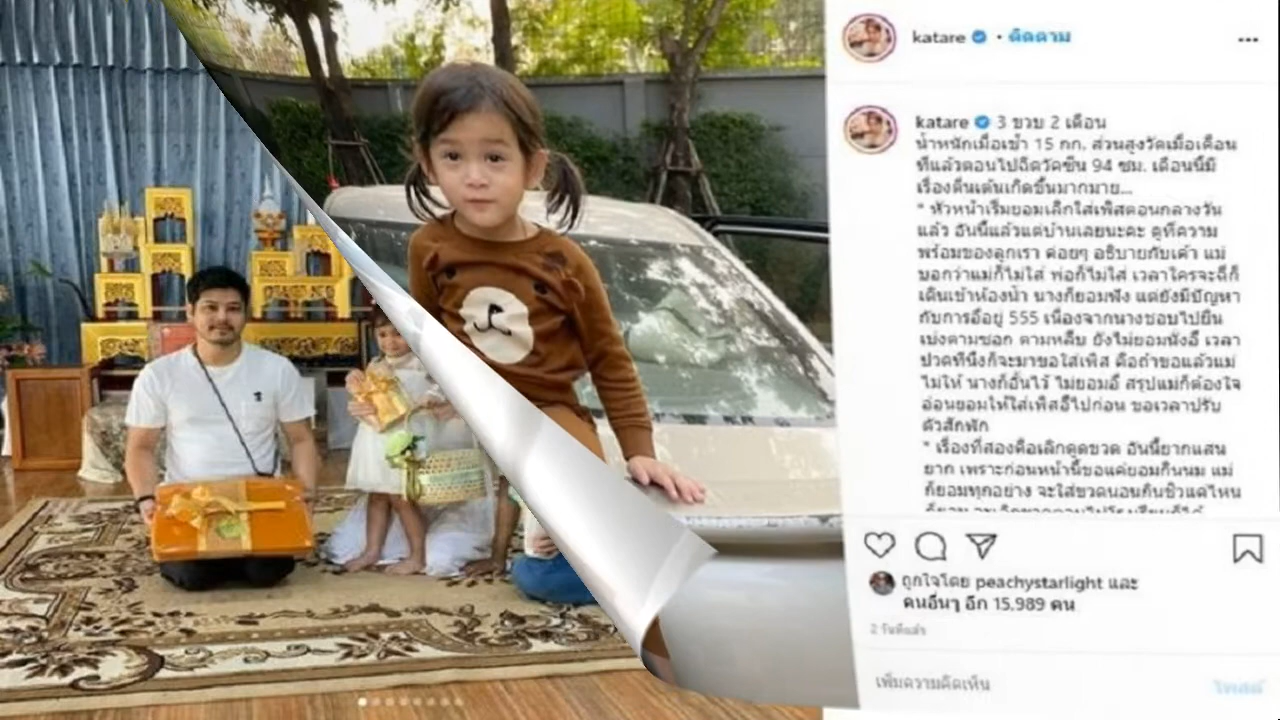 katare • ติดตาม
katare 3 ขวบ 2 เดือน
น้ำหนักเมื่อเช้า 15 กก. ส่วนสูงวัดเมื่อเดือน
ที่แล้วตอนไปฉีดวัคซีน 94 ซม. เดือนนี้มี
เรื่องตื่นเต้นเกิดขึ้นมากมาย...
* หัวหน้าเริ่มยอมเลิกใส่เพิสตอนกลางวัน
แล้ว อันนี้แล้วแต่บ้านเลยนะคะ ดูที่ความ
พร้อมของลูกเรา ค่อยๆ อธิบายกับเค้า แม่
บอกว่าแม่ก็ไม่ใส่ พ่อก็ไม่ใส่ เวลาใครจะฉี่ก็
เดินเข้าห้องน้ำ นางก็ยอมฟัง แต่ยังมีปัญหา
กับการอึอยู่ 555 เนื่องจากนางชอบไปยืน
เบ่งตามซอก ตามหลืบ ยังไม่ยอมนั่งอึ เวลา
ปวดทีนึงก็จะมาขอใส่เพิส คือถ้าขอแล้วแม่
ไม่ให้ นางก็อั้นไว้ ไม่ยอมอึ สรุปแม่ก็ต้องใจ
อ่อนยอมให้ใส่เพิสอึไปก่อน ขอเวลาปรับ
ตัวสักพัก
* เรื่องที่สองคือเลิกดูดขวด อันนี้ยากแสน
ยาก เพราะก่อนหน้านี้ขอแค่ยอมกินนม แม่
ก็ยอมทุกอย่าง จะใส่ขวดนอนกินชิวแค่ไหน
ถูกใจโดย peachystarlight และ
คนอื่นๆ อีก 15,989 คน
2 วันที่แล้ว
เพิ่มความคิดเห็น
โพสต์